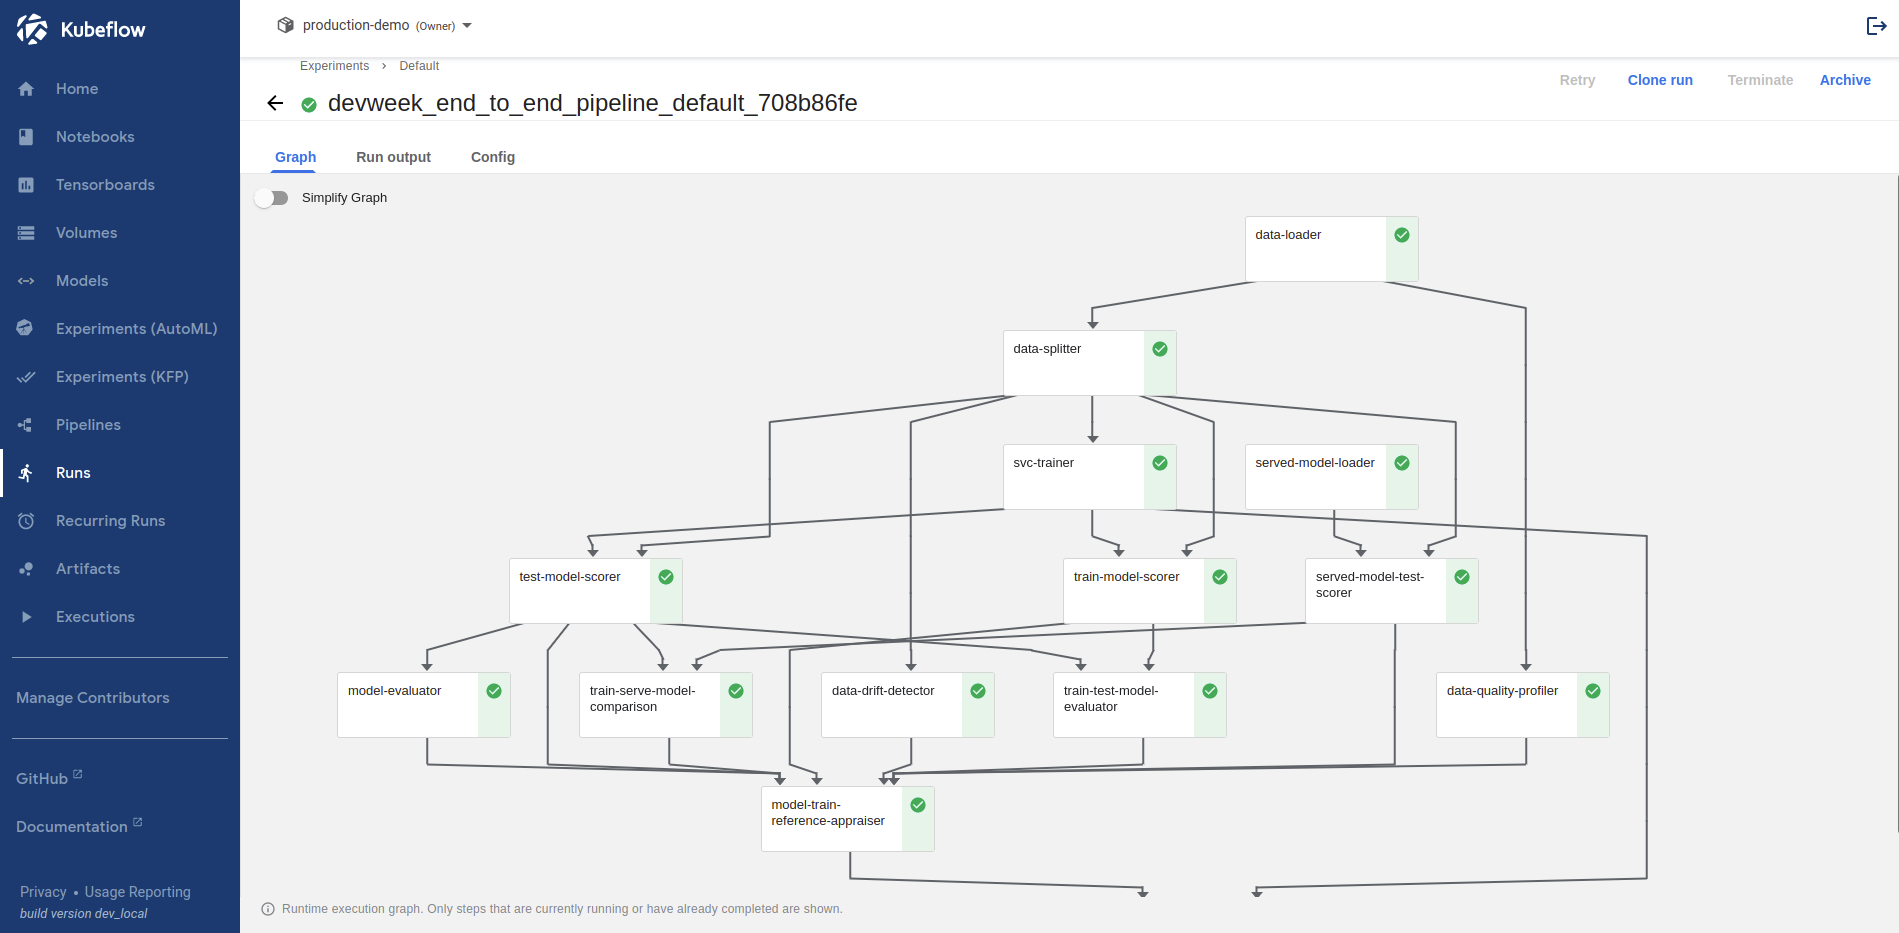 Kubeflow
Home
Notebooks
Tensorboards
Volumes
Models
Experiments (AutoML)
Experiments (KFP)
Pipelines
Runs
Recurring Runs
Artifacts
Executions
Manage Contributors
GitHub
Documentation
Privacy • Usage Reporting
build version dev_local
production-demo (Owner)
Experiments › Default
devweek_end_to_end_pipeline_default_708b86fe
Retry Clone run Terminate Archive
Graph Run output Config
Simplify Graph
data-loader
data-splitter
svc-trainer
served-model-loader
test-model-scorer
train-model-scorer
served-model-test-
scorer
model-evaluator
train-serve-model-
comparison
data-drift-detector
train-test-model-
evaluator
data-quality-profiler
model-train-
reference-appraiser
Runtime execution graph. Only steps that are currently running or have already completed are shown.